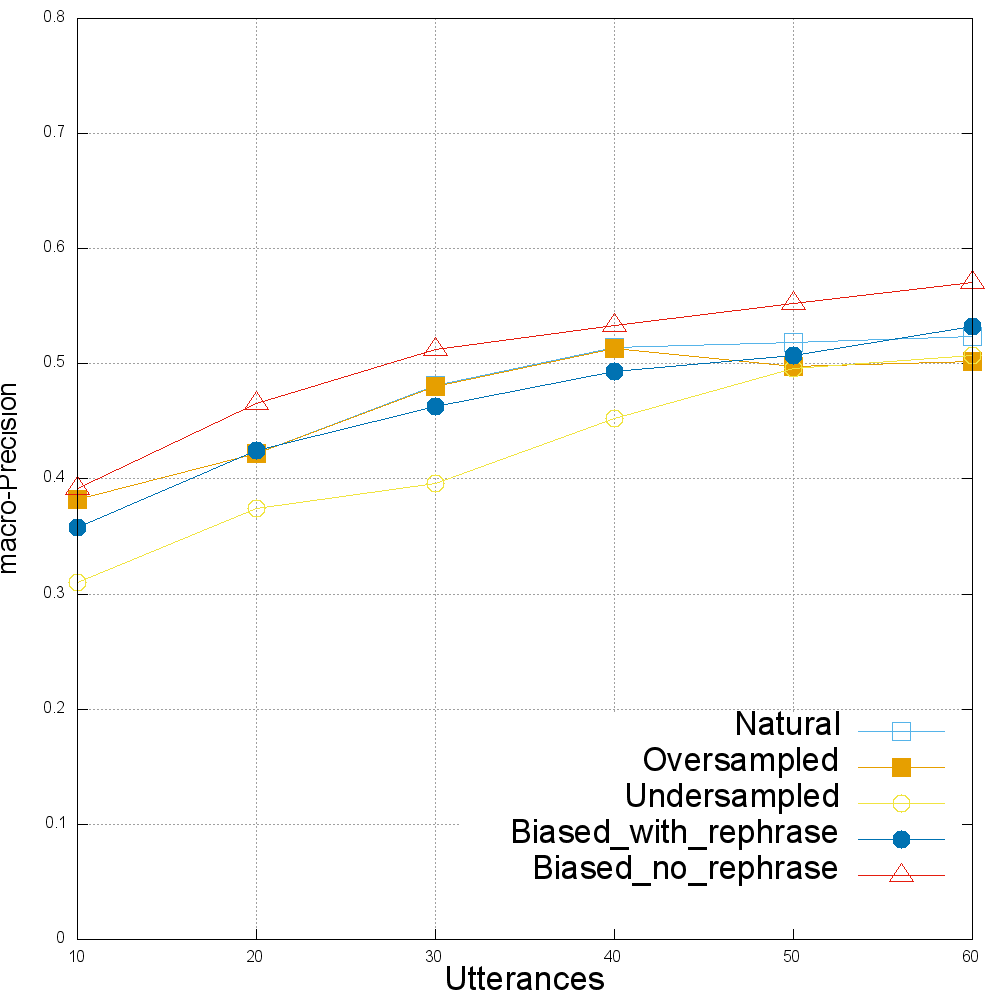 0.8
0.7
0.6
0.5
0.4
0.3
0.2
0.1
0
macro-Precision
Natural
Oversampled
Undersampled
Biased_with_rephrase
Biased_no_rephrase
10 20 30 40 50 60
Utterances